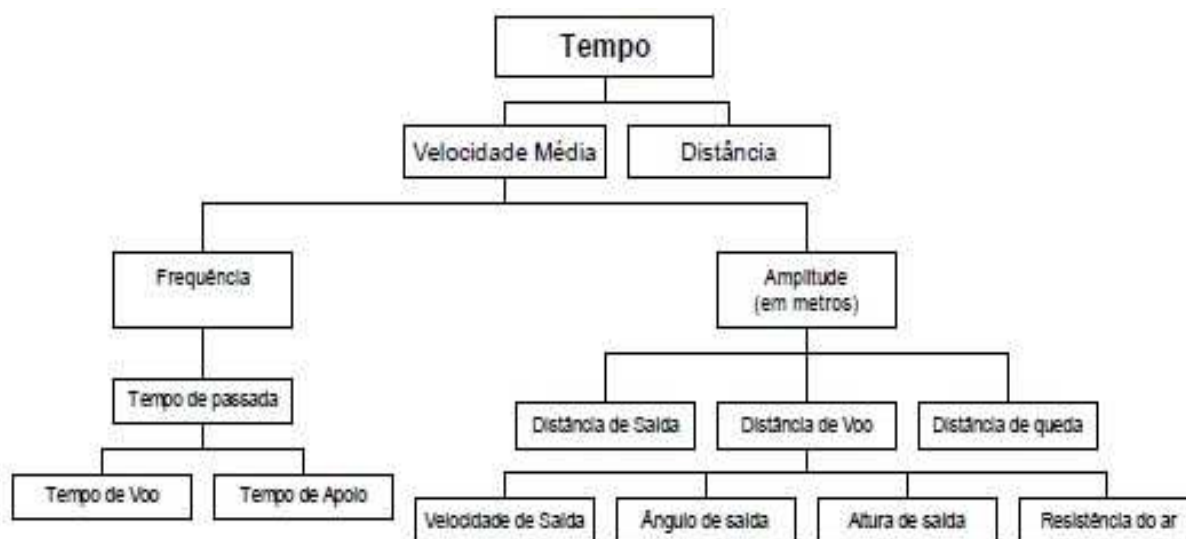 Tempo
Velocidade Média
Distância
Frequência
Amplitude
(em metros)
Tempo de passada
Distância de Saída
Distância de Voo
Distância de queda
Tempo de Voo
Tempo de Apoio
Velocidade de Saída
Ângulo de saída
Altura de saída
Resistência do ar